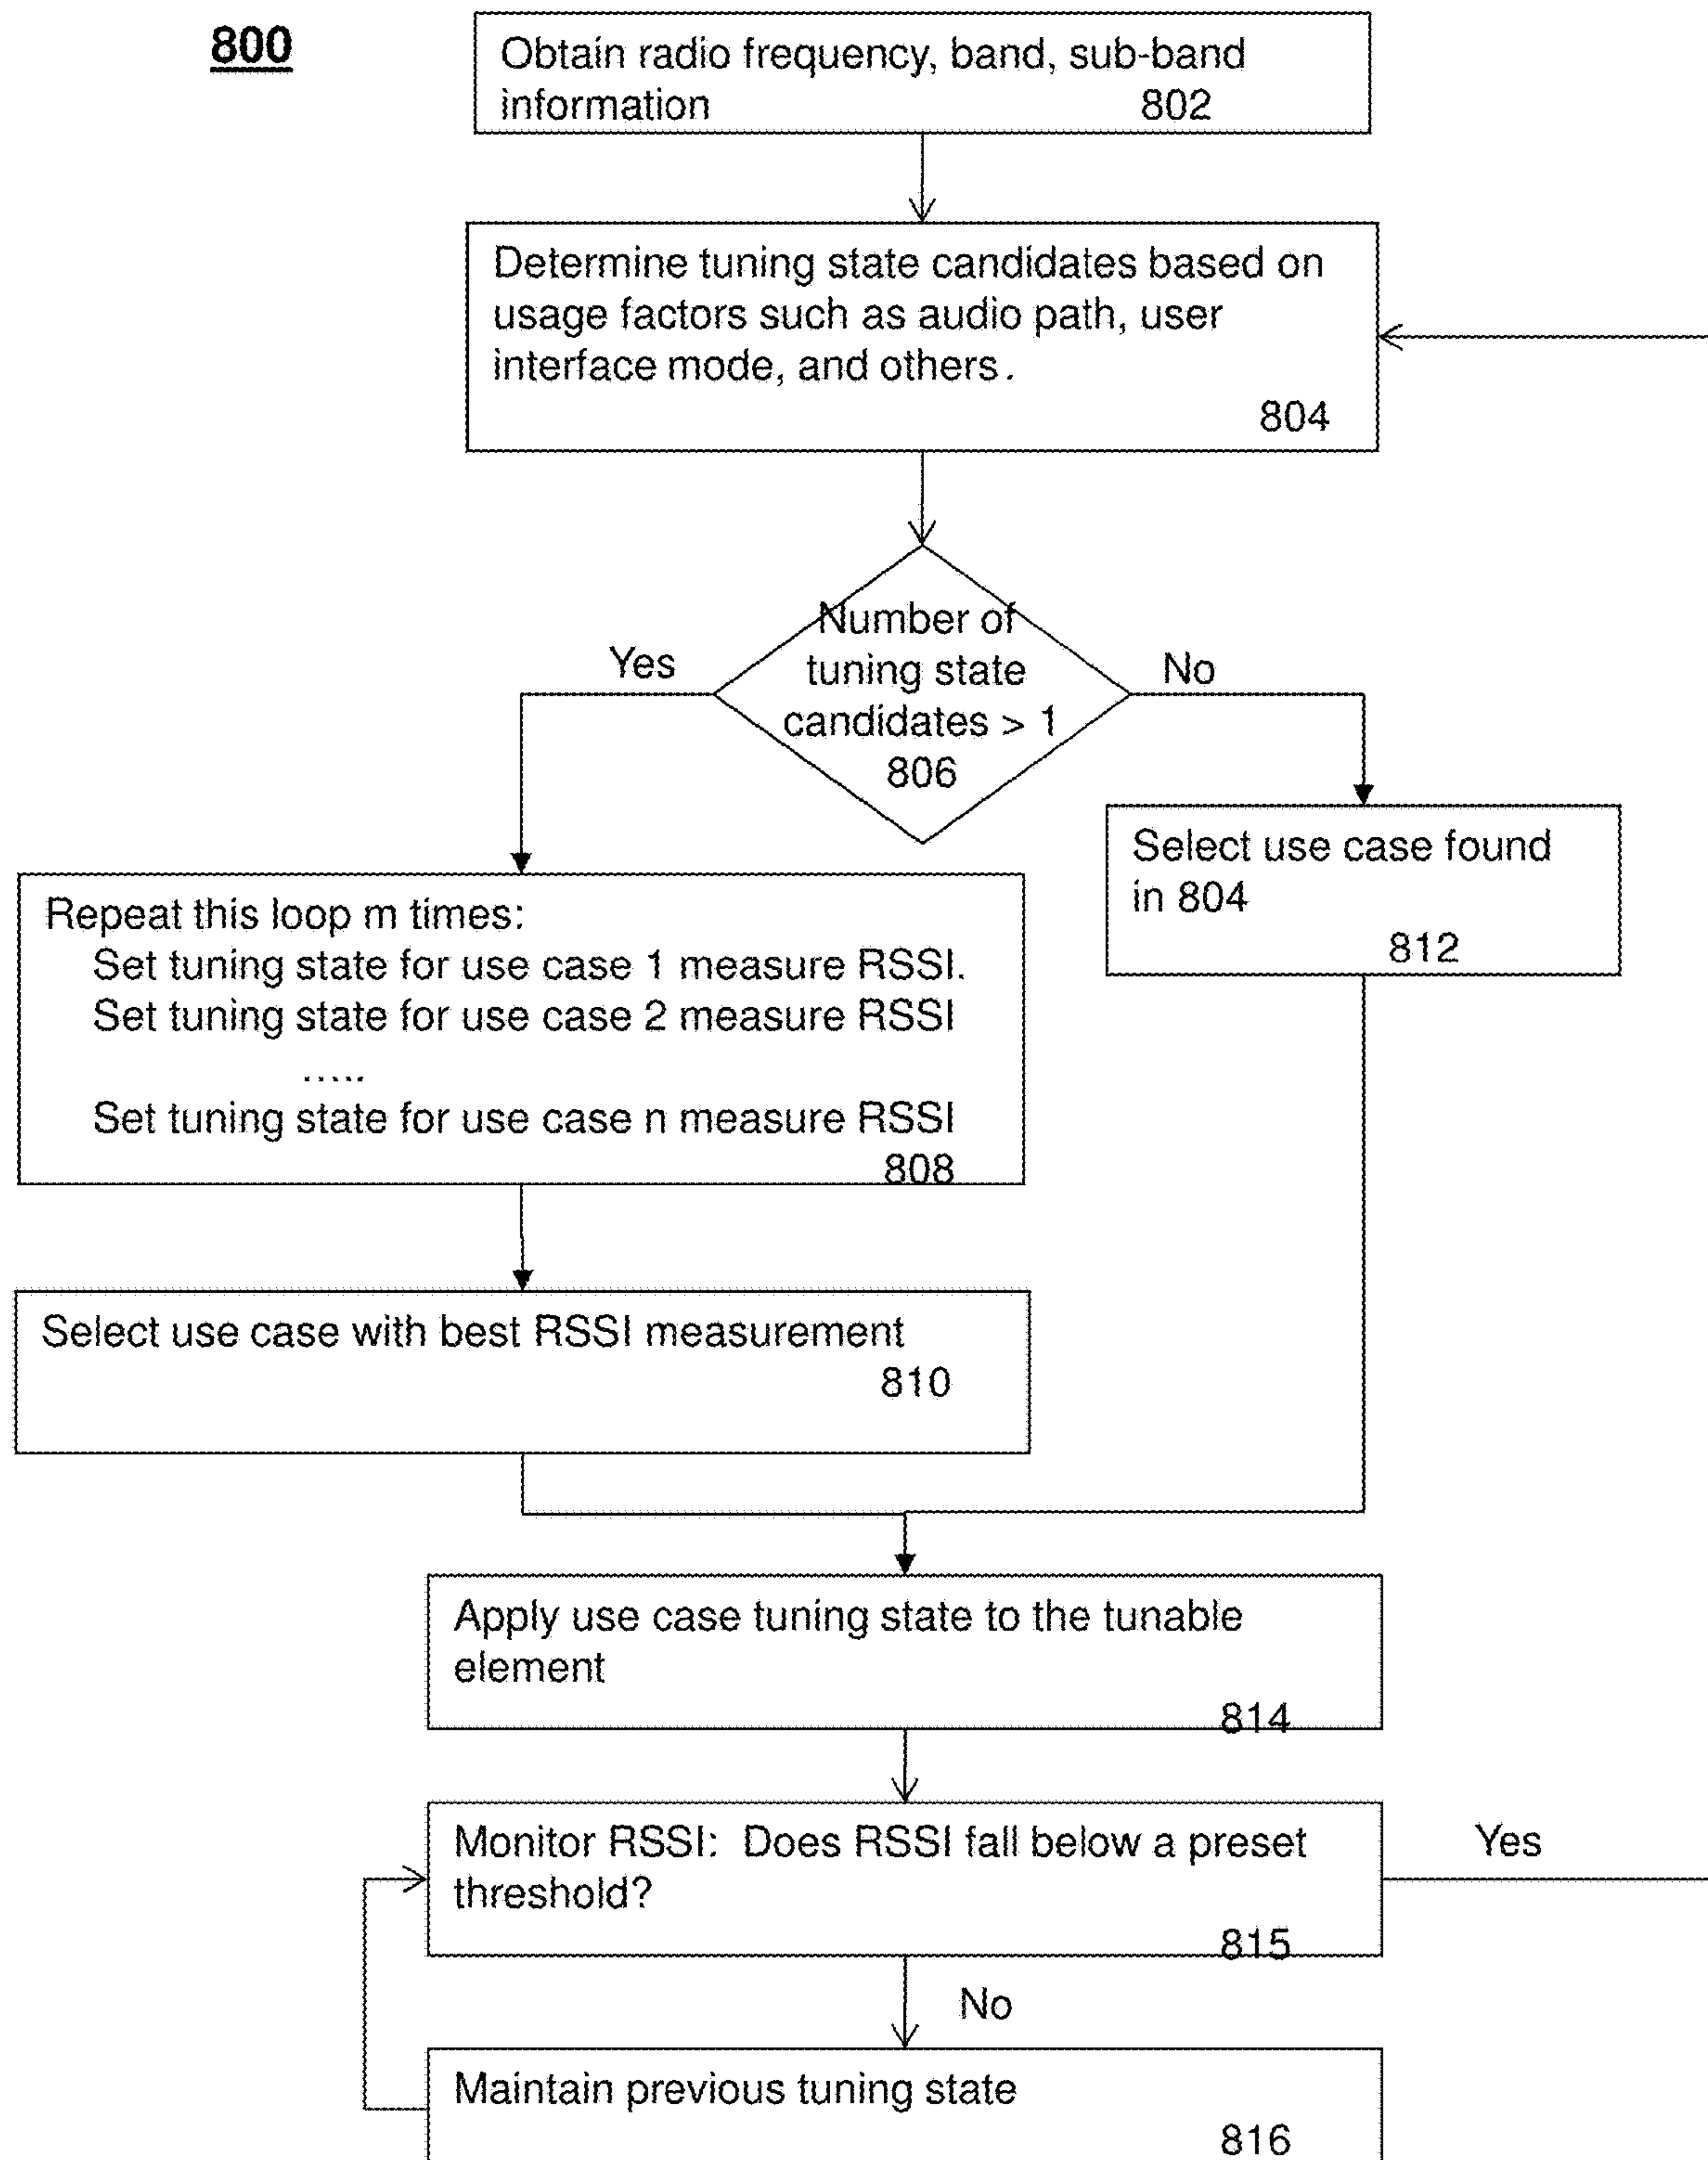 800
Obtain radio frequency, band, sub-band
information 802
Determine tuning state candidates based on
usage factors such as audio path, user
interface mode, and others.
804
Number of
tuning state
candidates > 1
806
Yes
No
Select use case found
in 804
812
Repeat this loop m times:
Set tuning state for use case 1 measure RSSI.
Set tuning state for use case 2 measure RSSI
.....
Set tuning state for use case n measure RSSI
808
Select use case with best RSSI measurement
810
Apply use case tuning state to the tunable
element
814
Monitor RSSI: Does RSSI fall below a preset
threshold?
815
Yes
No
Maintain previous tuning state
816